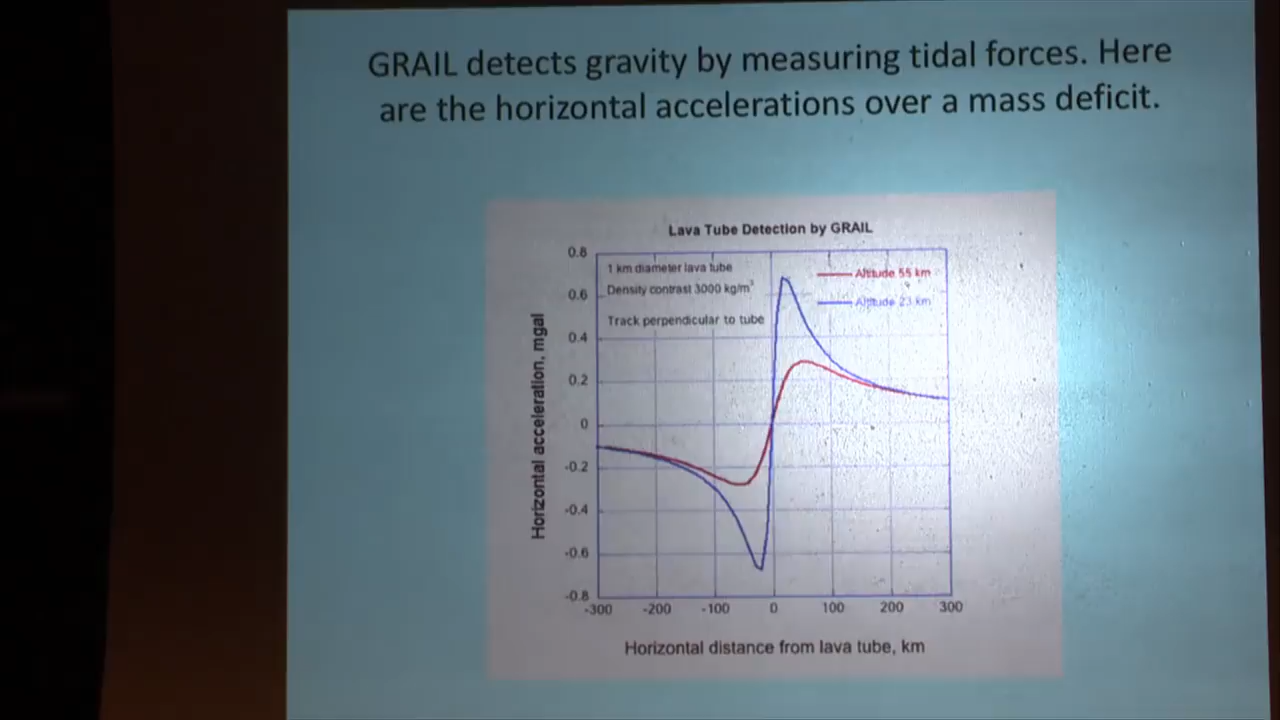 GRAIL detects gravity by measuring tidal forces. Here
are the horizontal accelerations over a mass deficit.
Lava Tube Detection by GRAIL
1 km diameter lava tube
Density contrast 3000 kg/m³
Track perpendicular to tube
Altitude 55 km
Altitude 23 km
Horizontal acceleration, mgal
0.8
0.6
0.4
0.2
0
-0.2
-0.4
-0.6
-0.8
-300 -200 -100 0 100 200 300
Horizontal distance from lava tube, km